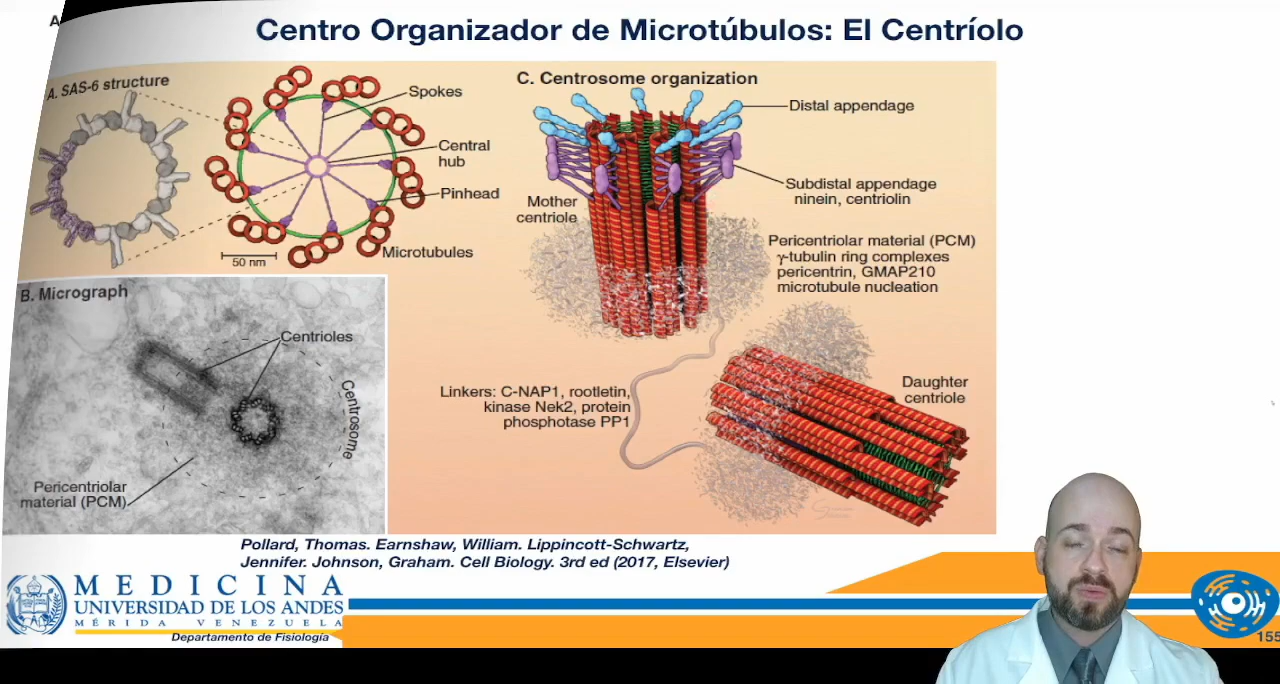 Centro Organizador de Microtúbulos: El Centríolo
A. SAS-6 structure
Spokes
Central
hub
Pinhead
Microtubules
50 nm
B. Micrograph
Centrioles
Centrosome
Pericentriolar
material (PCM)
C. Centrosome organization
Distal appendage
Subdistal appendage
ninein, centriolin
Mother
centriole
Pericentriolar material (PCM)
γ-tubulin ring complexes
pericentrin, GMAP210
microtubule nucleation
Linkers: C-NAP1, rootletin,
kinase Nek2, protein
phosphotase PP1
Daughter
centriole
Pollard, Thomas. Earnshaw, William. Lippincott-Schwartz,
Jennifer. Johnson, Graham. Cell Biology. 3rd ed (2017, Elsevier)
MEDICINA
UNIVERSIDAD DE LOS ANDES
MÉRIDA VENEZUELA
Departamento de Fisiología
155